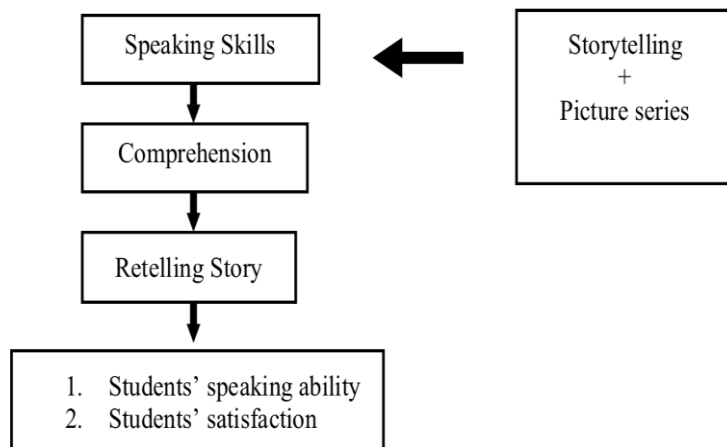 Speaking Skills
Storytelling
+
Picture series
Comprehension
Retelling Story
1. Students’ speaking ability
2. Students’ satisfaction